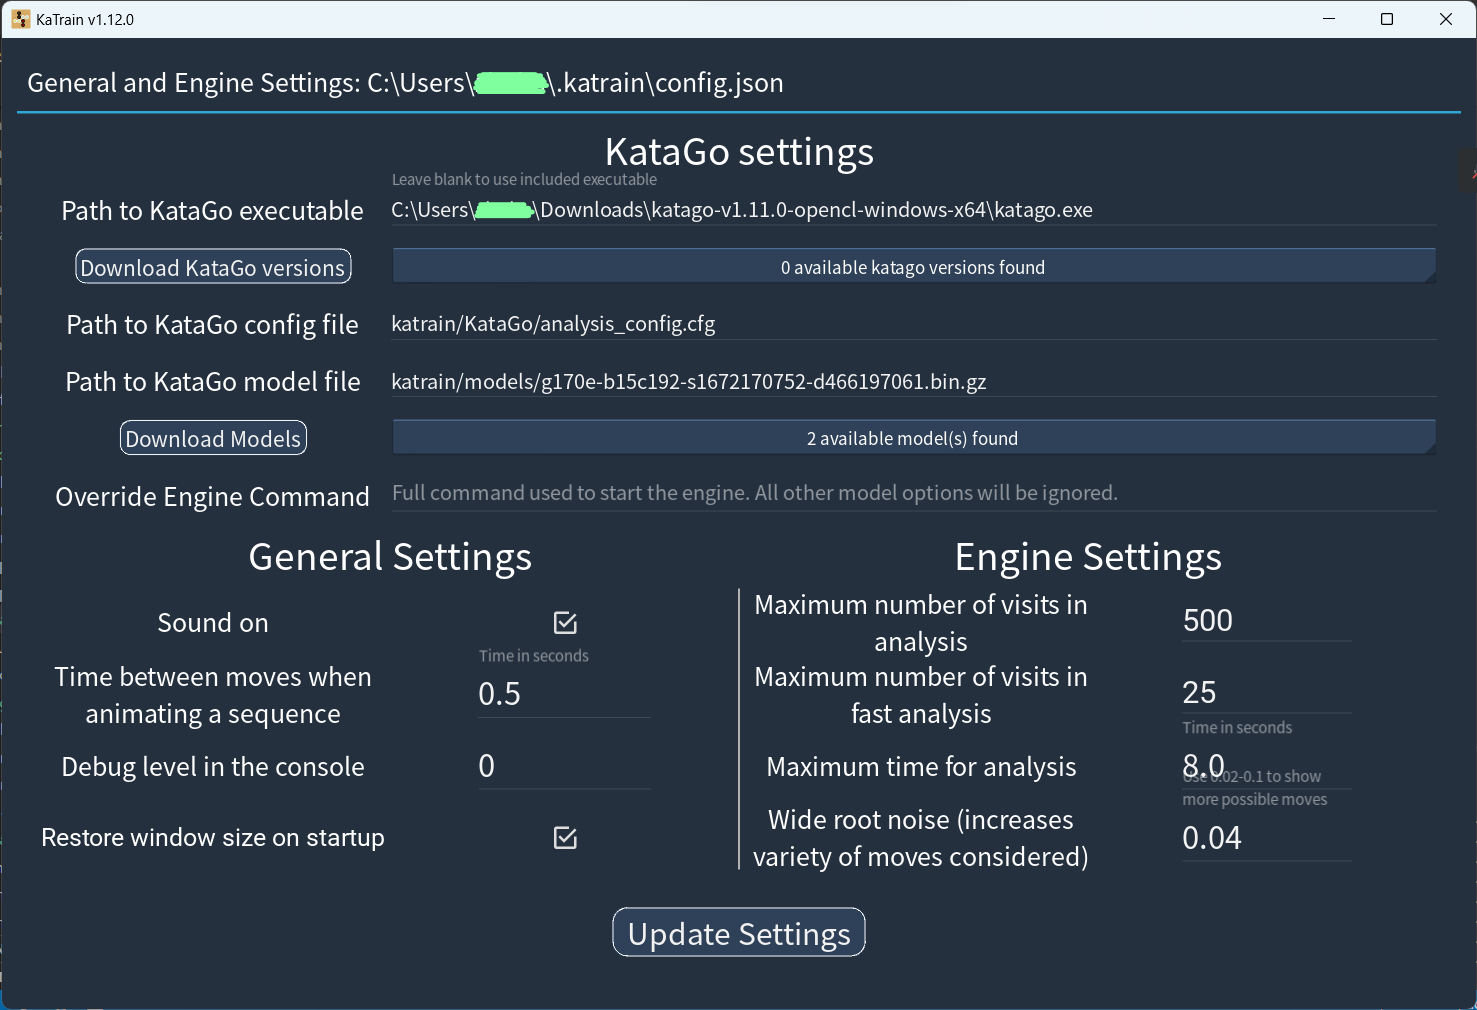 KaTrain v1.12.0
General and Engine Settings: C:\Users\ \.katrain\config.json
KataGo settings
Leave blank to use included executable
Path to KataGo executable
C:\Users\ \Downloads\katago-v1.11.0-opencl-windows-x64\katago.exe
Download KataGo versions
0 available katago versions found
Path to KataGo config file
katrain/KataGo/analysis_config.cfg
Path to KataGo model file
katrain/models/g170e-b15c192-s1672170752-d466197061.bin.gz
Download Models
2 available model(s) found
Override Engine Command
Full command used to start the engine. All other model options will be ignored.
General Settings
Sound on
Time between moves when
animating a sequence
Time in seconds
0.5
Debug level in the console
0
Restore window size on startup
Engine Settings
Maximum number of visits in
analysis
500
Maximum number of visits in
fast analysis
25
Maximum time for analysis
Time in seconds
8.0
Wide root noise (increases
variety of moves considered)
Use 0.02-0.1 to show
more possible moves
0.04
Update Settings